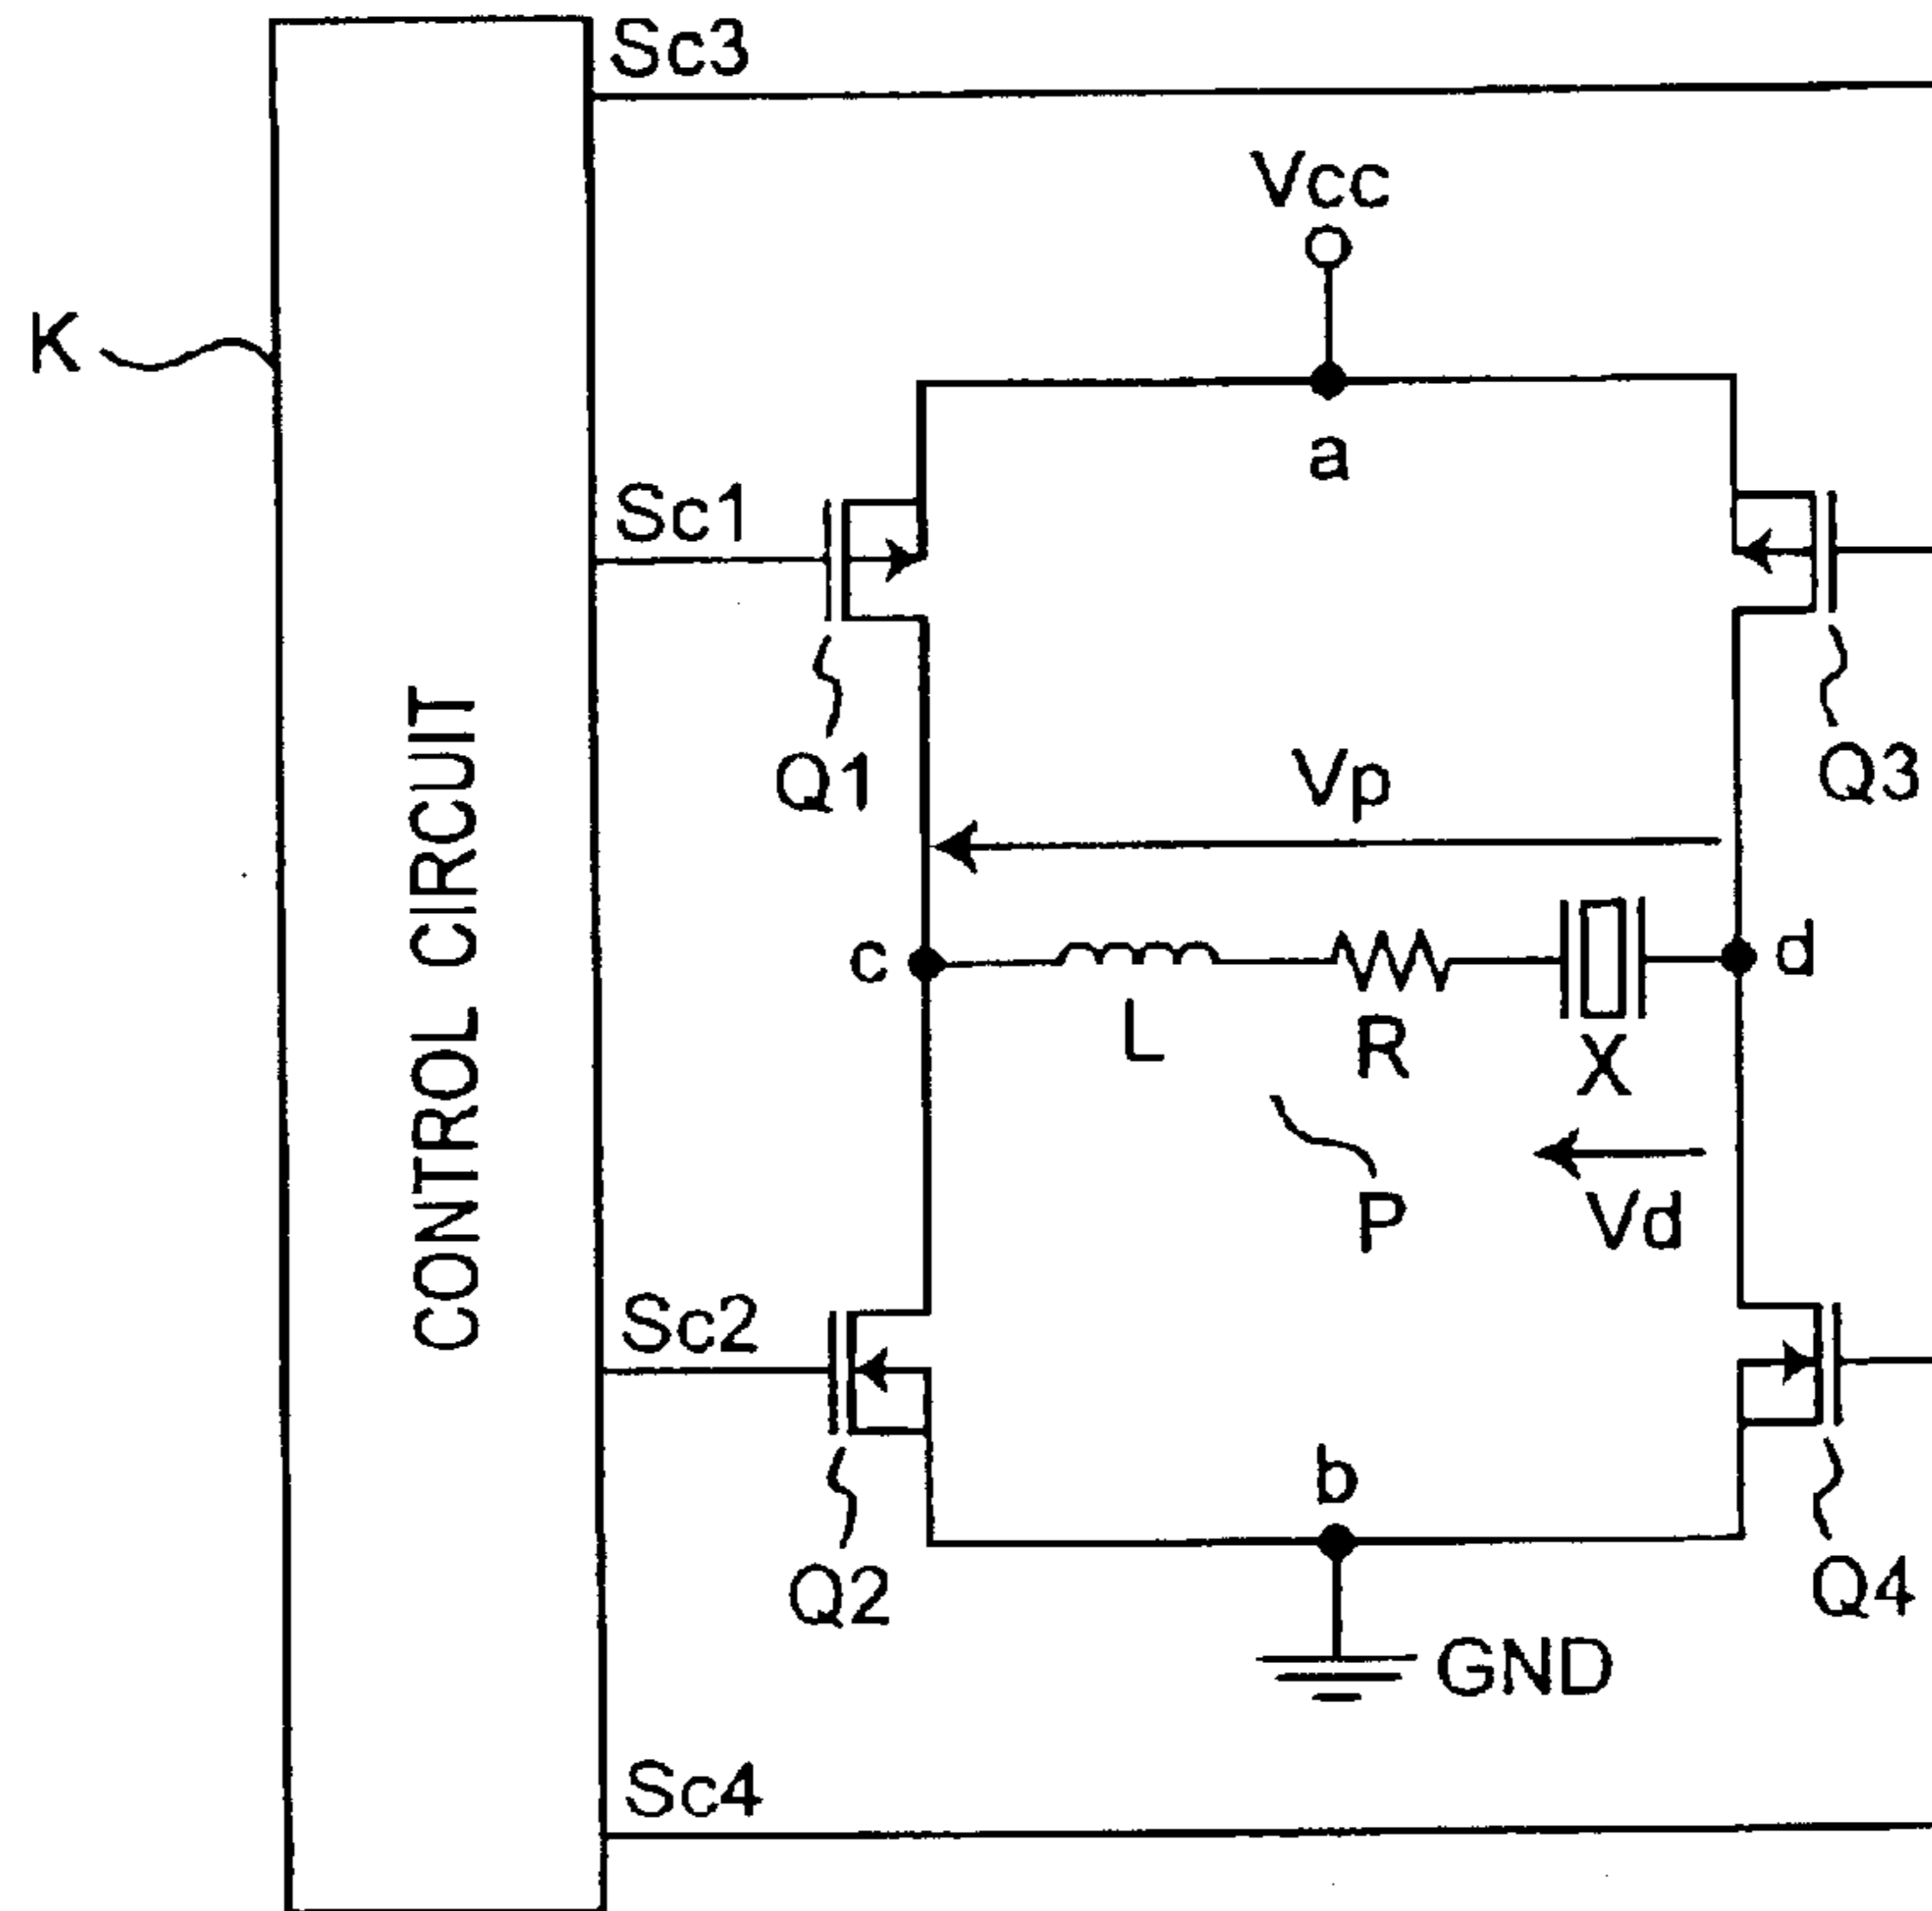 Sc3
Vcc
K
a
Sc1
Q1
Q3
Vp
CONTROL CIRCUIT
c
d
L
R
X
P
Vd
Sc2
b
Q2
Q4
GND
Sc4